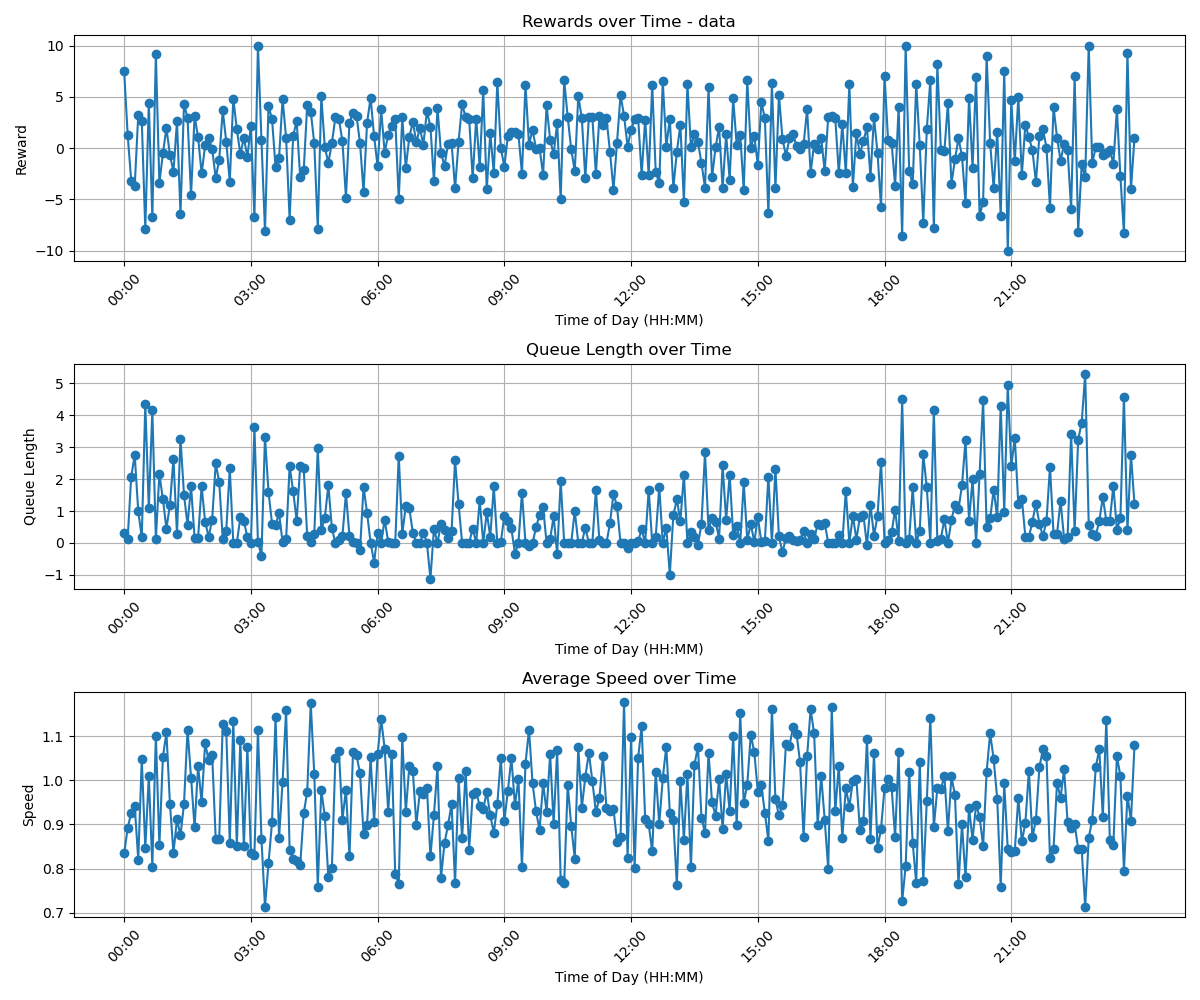 Rewards over Time - data
Reward
10
5
0
−5
−10
00:00 03:00 06:00 09:00 12:00 15:00 18:00 21:00
Time of Day (HH:MM)
Queue Length over Time
Queue Length
5
4
3
2
1
0
−1
00:00 03:00 06:00 09:00 12:00 15:00 18:00 21:00
Time of Day (HH:MM)
Average Speed over Time
Speed
1.1
1.0
0.9
0.8
0.7
00:00 03:00 06:00 09:00 12:00 15:00 18:00 21:00
Time of Day (HH:MM)